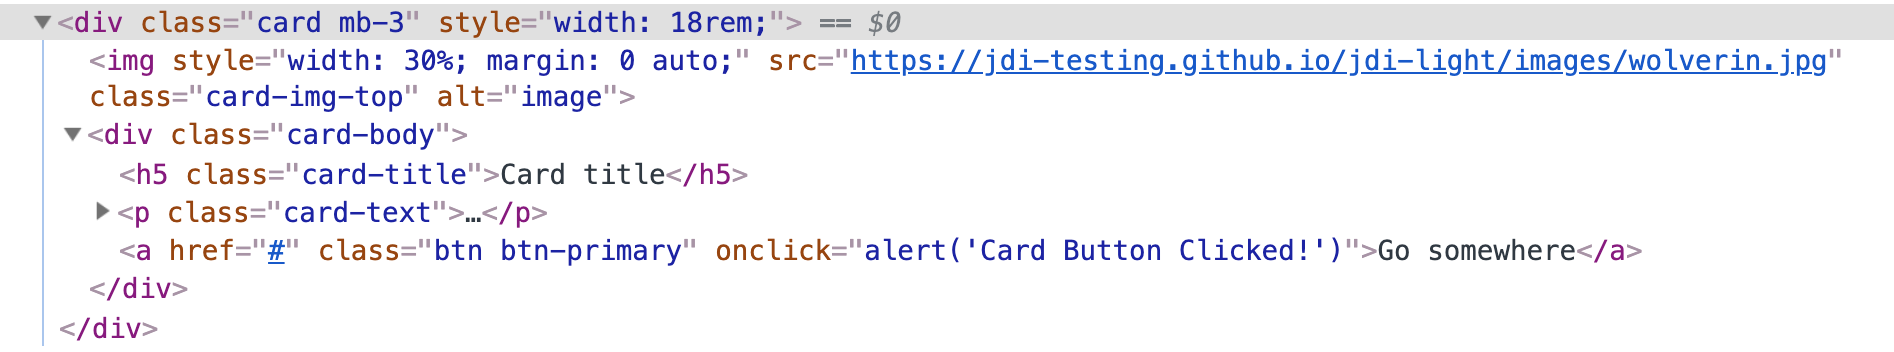 ▼<div class="card mb-3" style="width: 18rem;"> == $0
<img style="width: 30%; margin: 0 auto;" src="https://jdi-testing.github.io/jdi-light/images/wolverin.jpg"
class="card-img-top" alt="image">
▼<div class="card-body">
<h5 class="card-title">Card title</h5>
▶<p class="card-text">…</p>
<a href="#" class="btn btn-primary" onclick="alert('Card Button Clicked!')">Go somewhere</a>
</div>
</div>